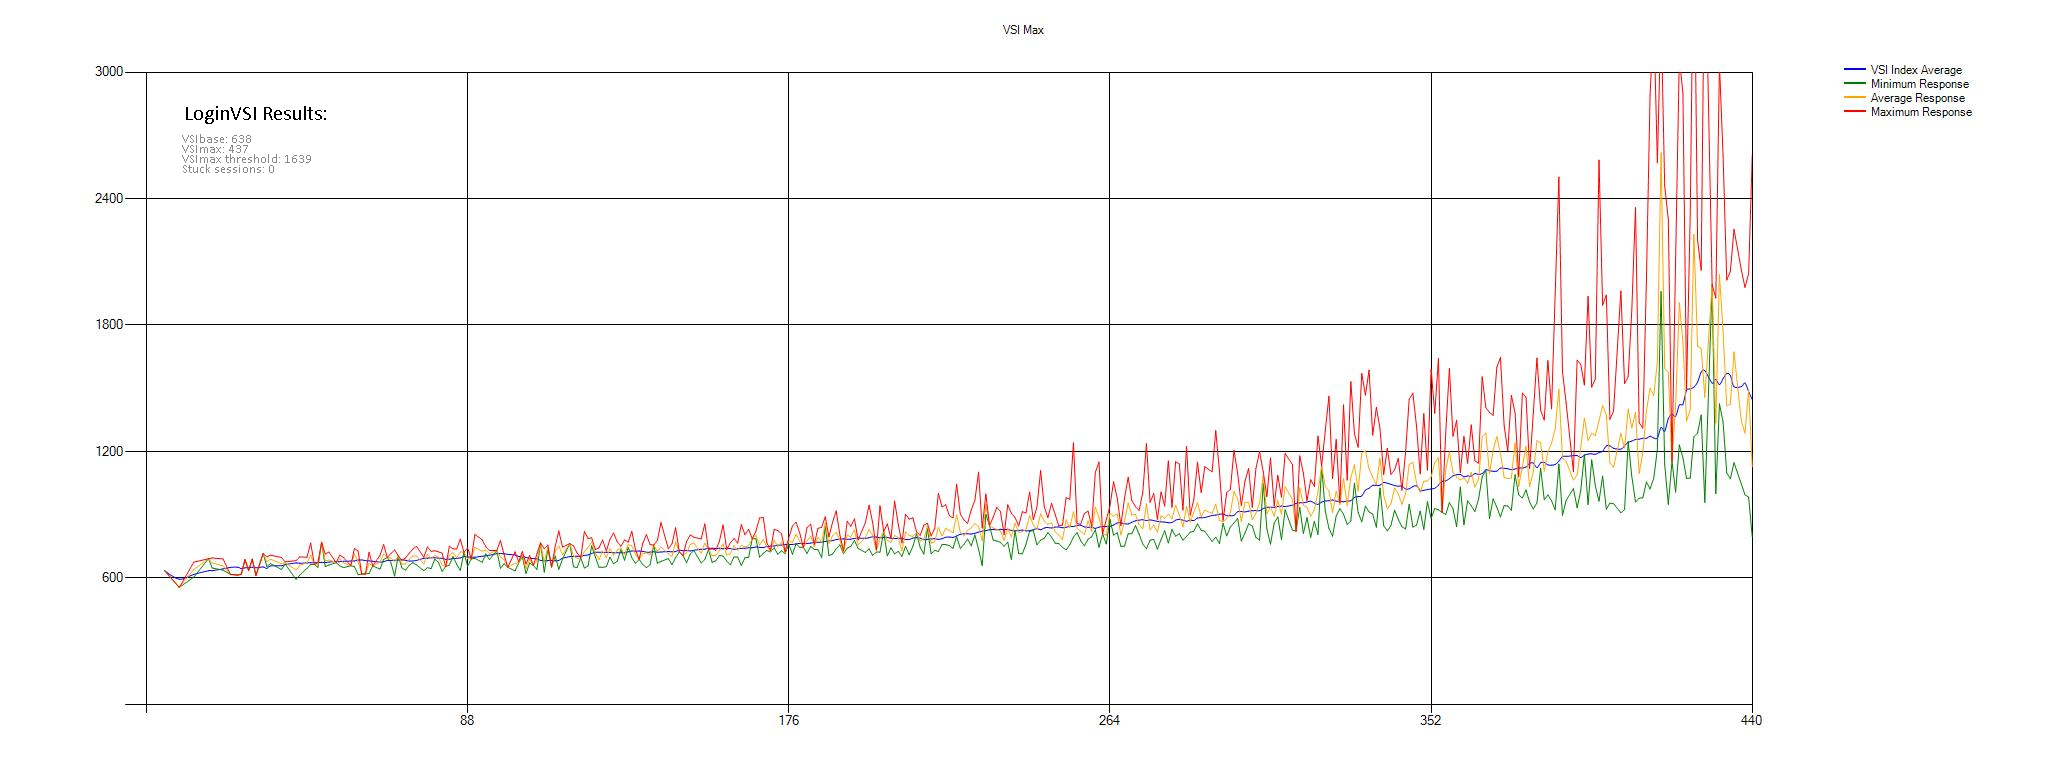 VSI Max
3000
2400
1800
1200
600
LoginVSI Results:
VSIbase: 638
VSImax: 437
VSImax threshold: 1639
Stuck sessions: 0
88
176
264
352
440
VSI Index Average
Minimum Response
Average Response
Maximum Response